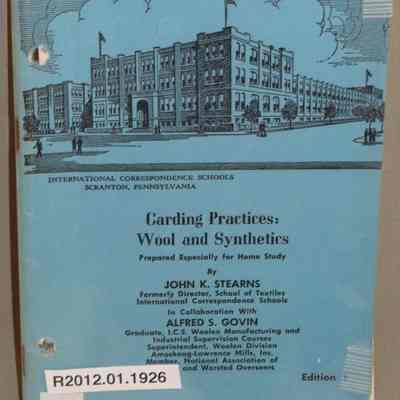 INTERNATIONAL CORRESPONDENCE SCHOOLS
SCRANTON, PENNSYLVANIA
Carding Practices:
Wool and Synthetics
Prepared Especially for Home Study
By
JOHN K. STEARNS
Formerly Director, School of Textiles
International Correspondence Schools
In Collaboration With
ALFRED S. GOVIN
Graduate, I.C.S. Woolen Manufacturing and
Industrial Supervision Courses
Superintendent, Woolen Division
Amoskeag-Lawrence Mills, Inc.
Member, National Association of
and Worsted Overseers
Edition
R2012.01.1926